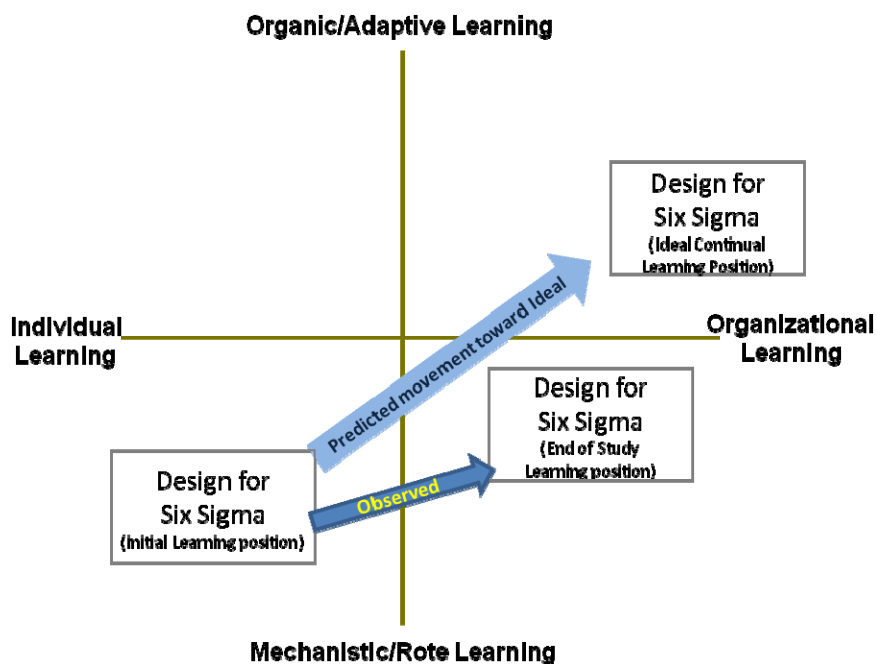 Organic/Adaptive Learning
Design for
Six Sigma
(Ideal Continual
Learning Position)
Predicted movement toward Ideal
Individual
Learning
Organizational
Learning
Design for
Six Sigma
(End of Study
Learning position)
Design for
Six Sigma
(Initial Learning position)
Observed
Mechanistic/Rote Learning